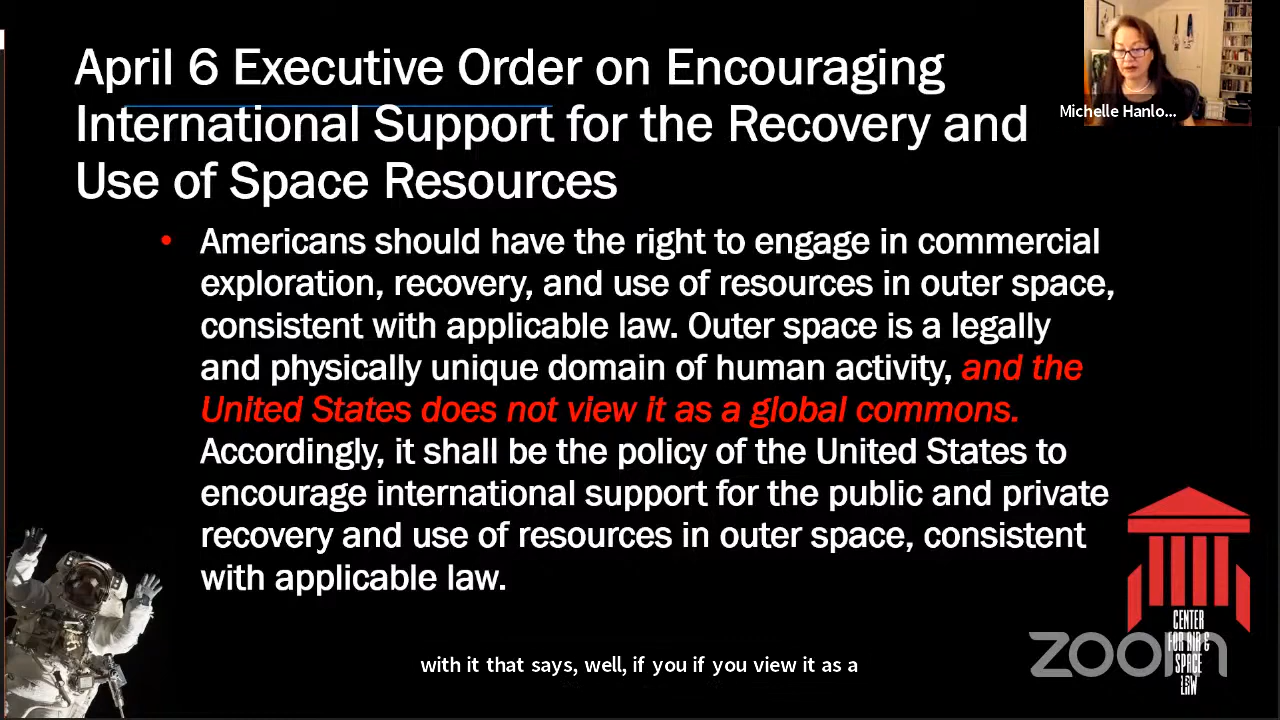 April 6 Executive Order on Encouraging
International Support for the Recovery and
Use of Space Resources
Michelle Hanlo...
• Americans should have the right to engage in commercial
exploration, recovery, and use of resources in outer space,
consistent with applicable law. Outer space is a legally
and physically unique domain of human activity, and the
United States does not view it as a global commons.
Accordingly, it shall be the policy of the United States to
encourage international support for the public and private
recovery and use of resources in outer space, consistent
with applicable law.
CENTER
FOR AIR &
SPACE
LAW
zoom
with it that says, well, if you if you view it as a